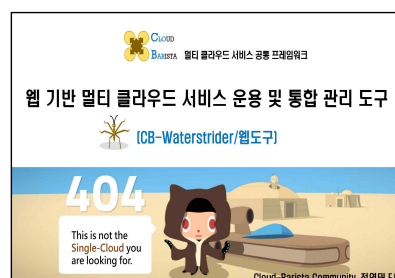 CLOUD
BARISTA 멀티 클라우드 서비스 공통 프레임워크
웹 기반 멀티 클라우드 서비스 운용 및 통합 관리 도구
[CB-Waterstrider/웹도구]
404
This is not the
Single-Cloud you
are looking for.
Cloud-Barista Community